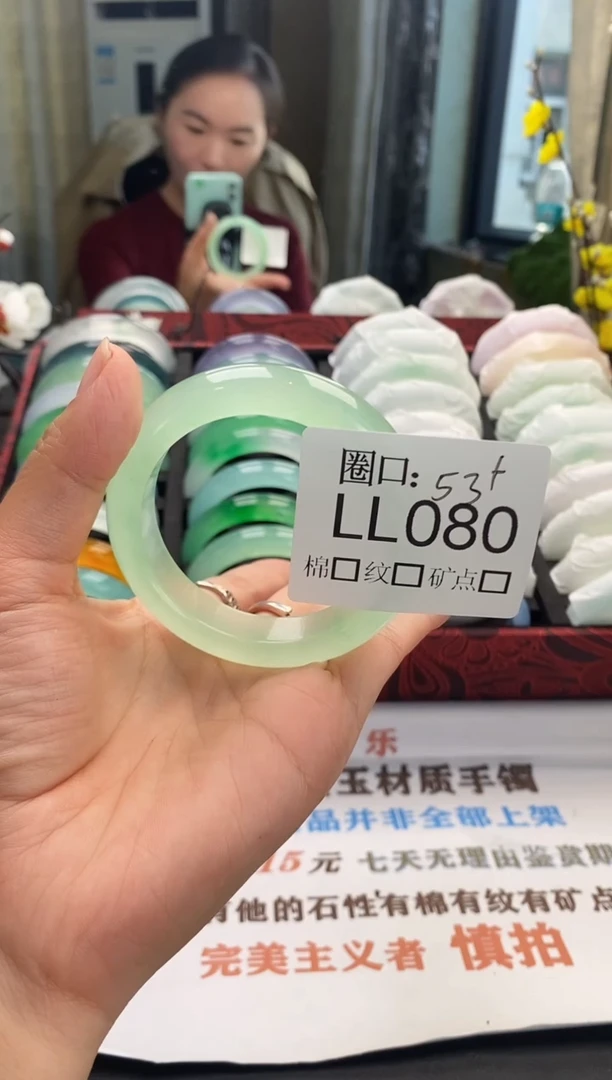 圈口: 53+
LL080
棉□ 纹□ 矿点□
乐
玉材质手镯
品并非全部上架
15元 七天无理由鉴赏期
有他的石性有棉有纹有矿点
完美主义者 慎拍